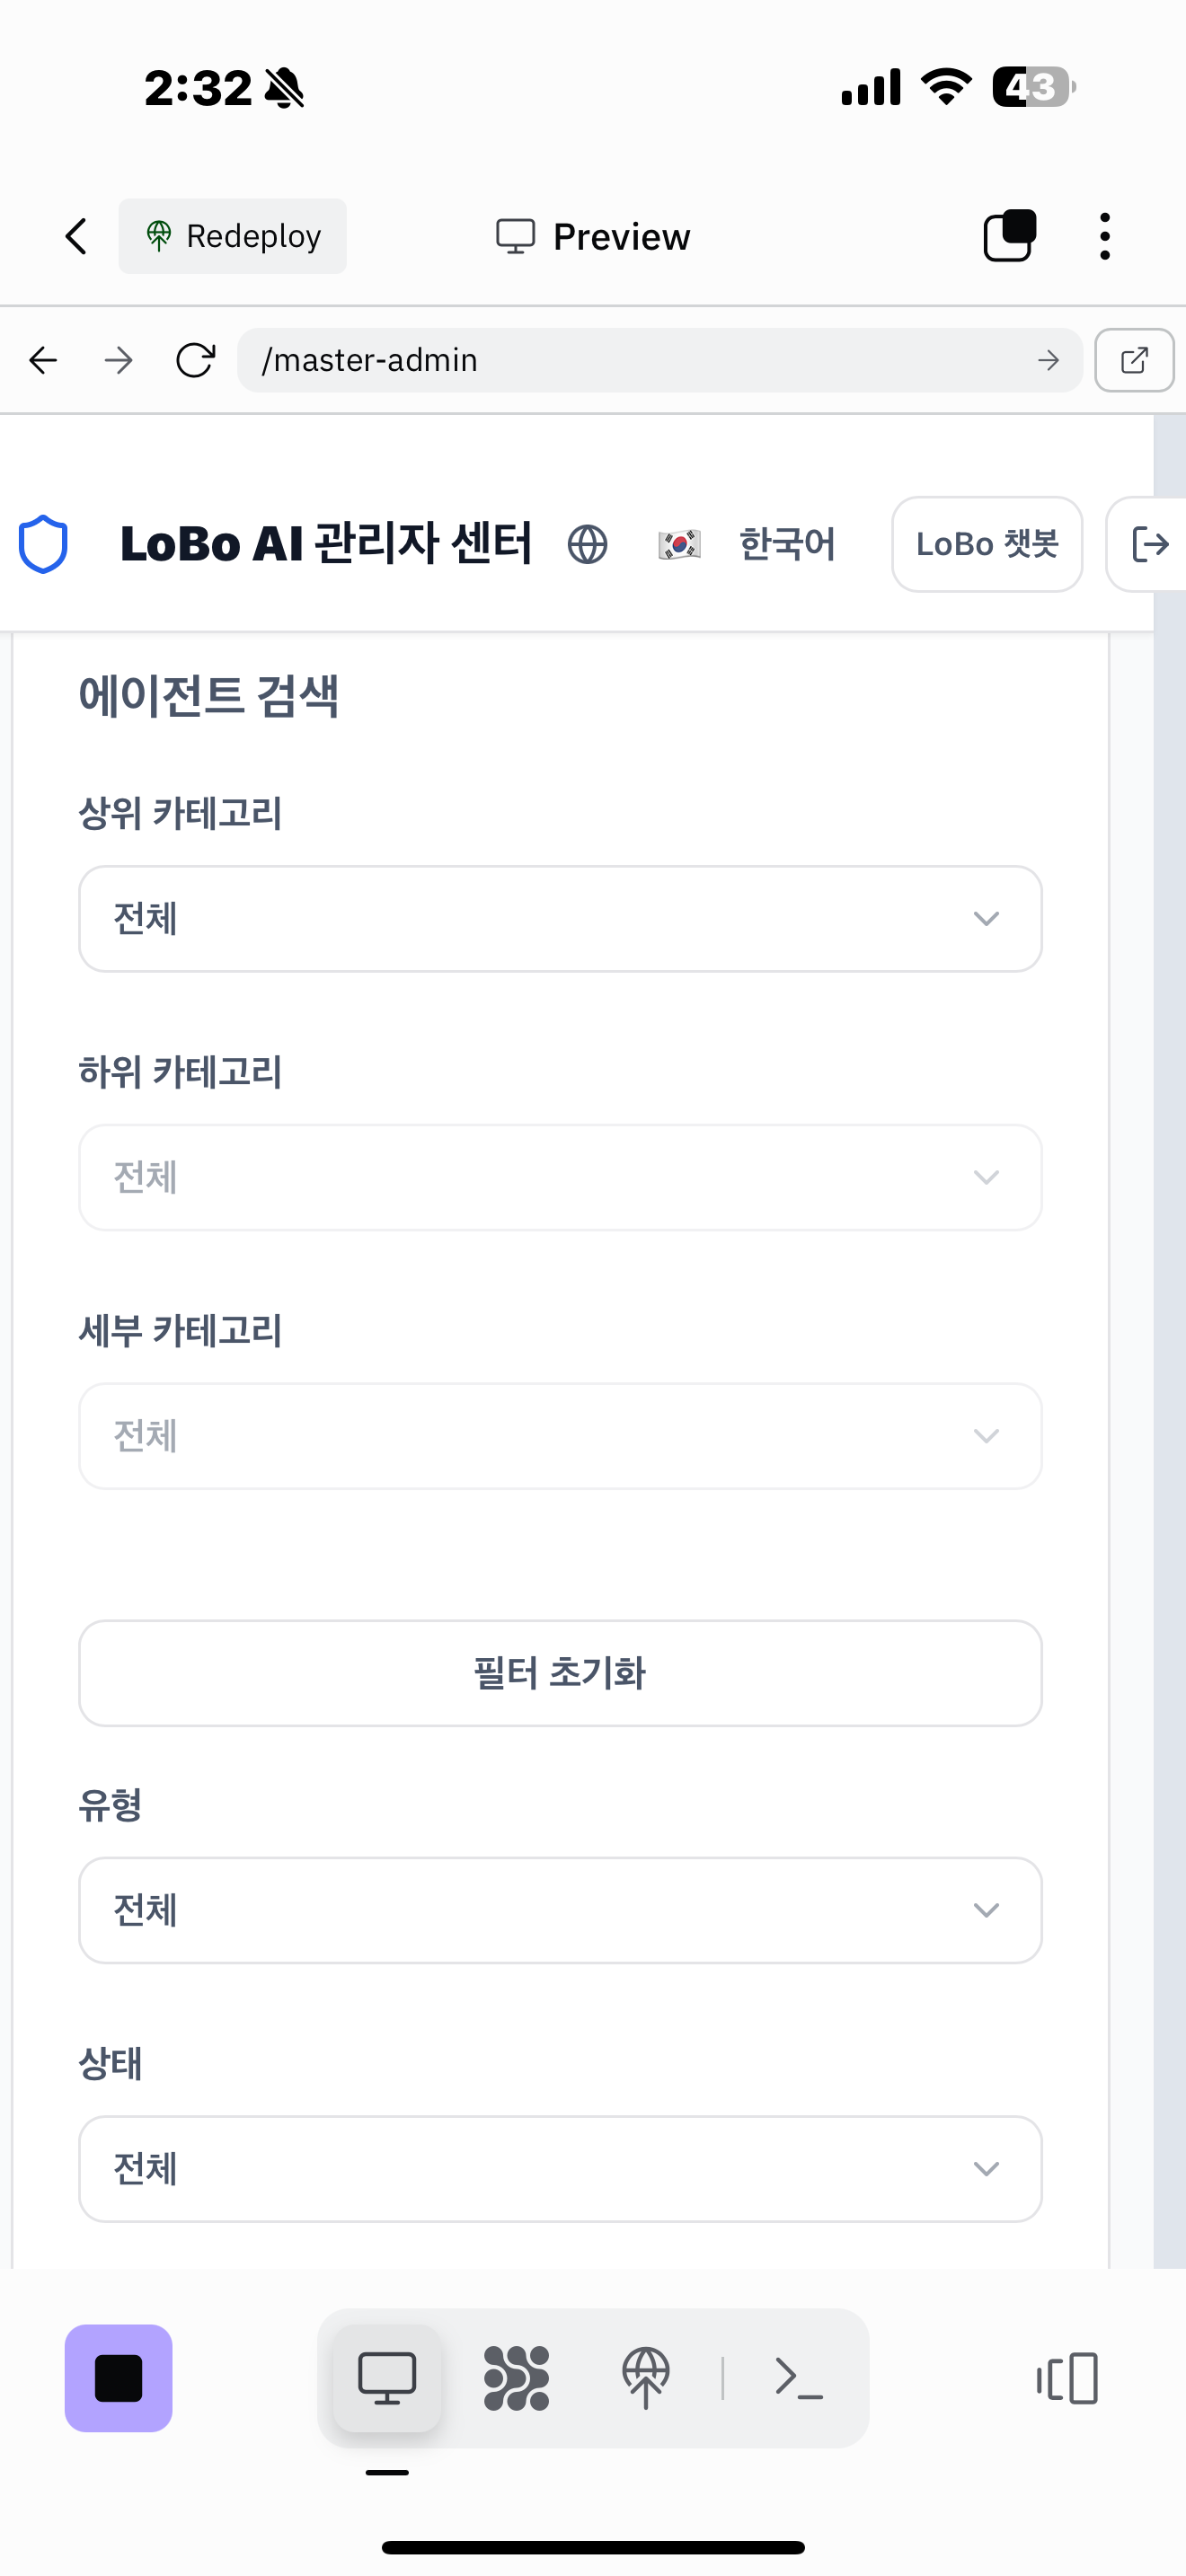 2:32
43
Redeploy
Preview
/master-admin
LoBo AI 관리자 센터
🇰🇷 한국어
LoBo 챗봇
에이전트 검색
상위 카테고리
전체
하위 카테고리
전체
세부 카테고리
전체
필터 초기화
유형
전체
상태
전체